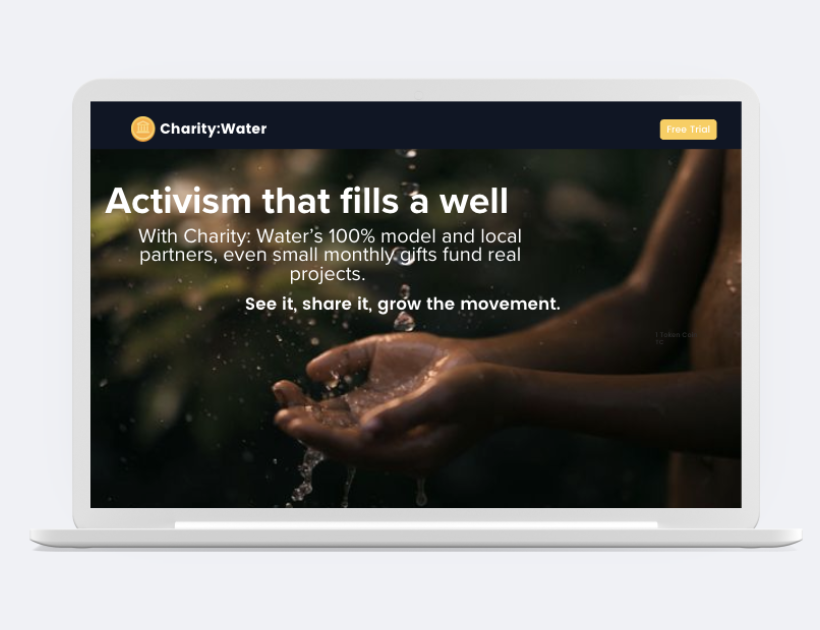 Charity:Water
Free Trial
Activism that fills a well
With Charity: Water’s 100% model and local
partners, even small monthly gifts fund real
projects.
See it, share it, grow the movement.